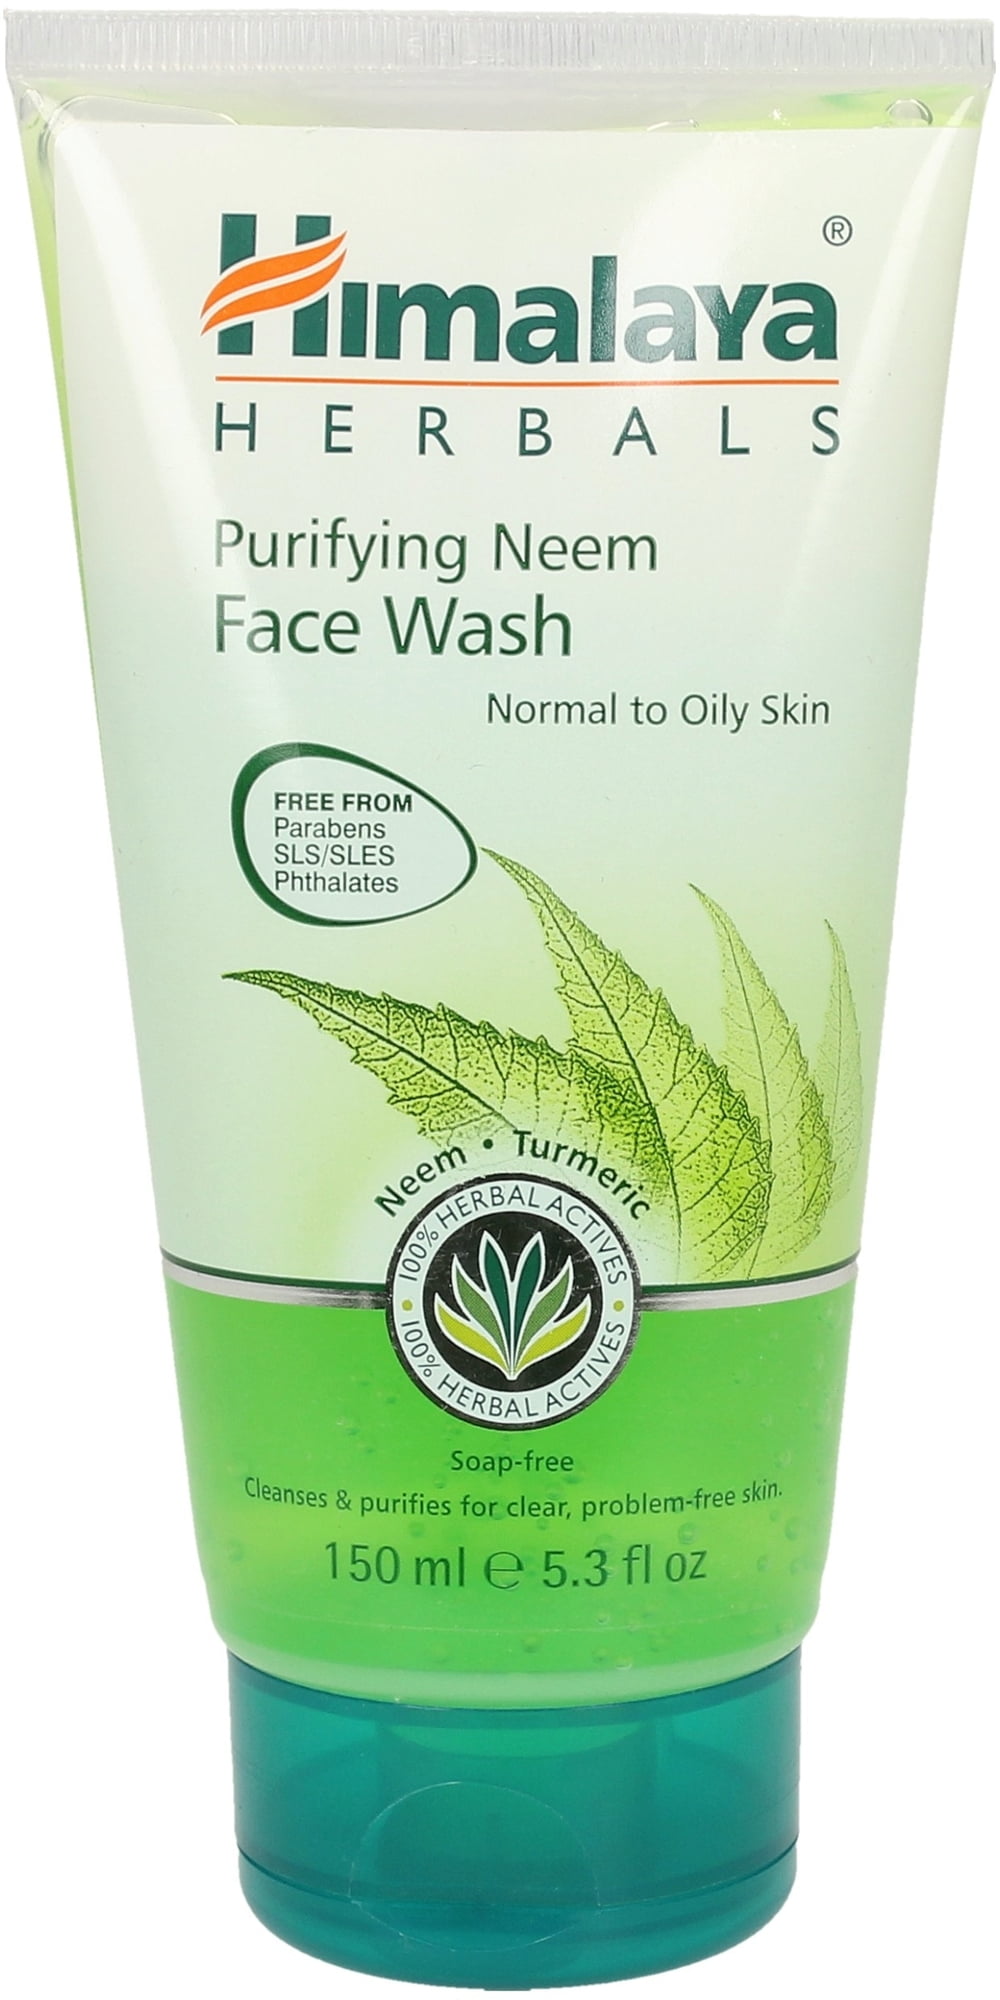 Himalaya
®
HERBALS
Purifying Neem
Face Wash
Normal to Oily Skin
FREE FROM
Parabens
SLS/SLES
Phthalates
Neem • Turmeric
100% HERBAL ACTIVES • 100% HERBAL ACTIVES •
Soap-free
Cleanses & purifies for clear, problem-free skin.
150 ml ℮ 5.3 fl oz